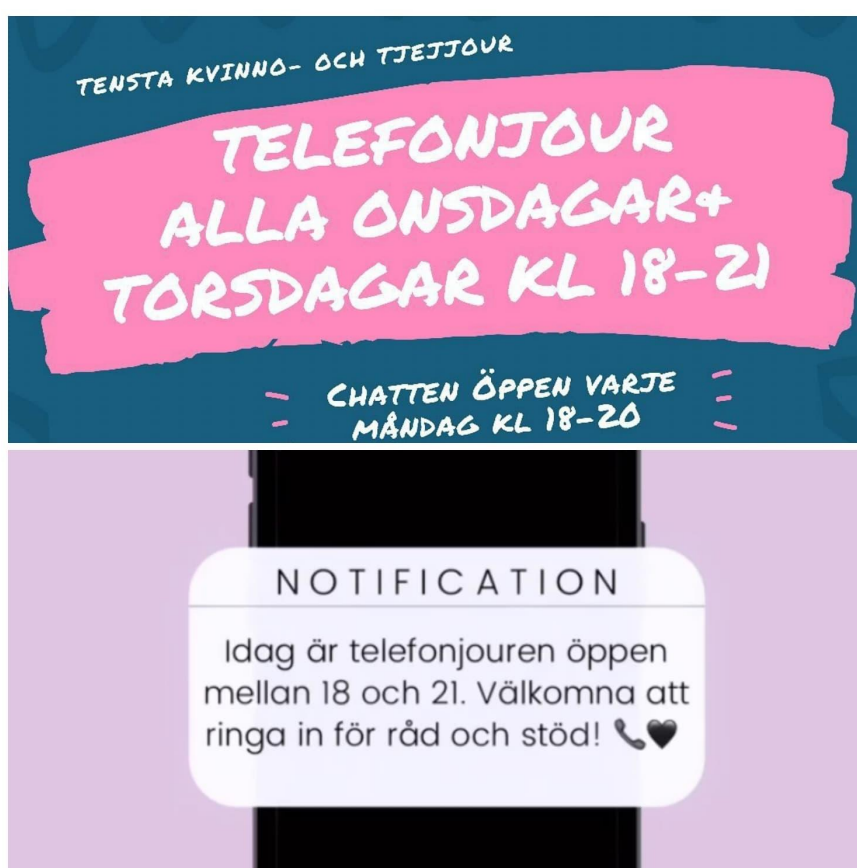 TENSTA KVINNO- OCH TJEJJOUR
TELEFONJOUR
ALLA ONSDAGAR&
TORSDAGAR KL 18-21
CHATTEN ÖPPEN VARJE
MÅNDAG KL 18-20
NOTIFICATION
Idag är telefonjouren öppen
mellan 18 och 21. Välkomna att
ringa in för råd och stöd! 📞🖤